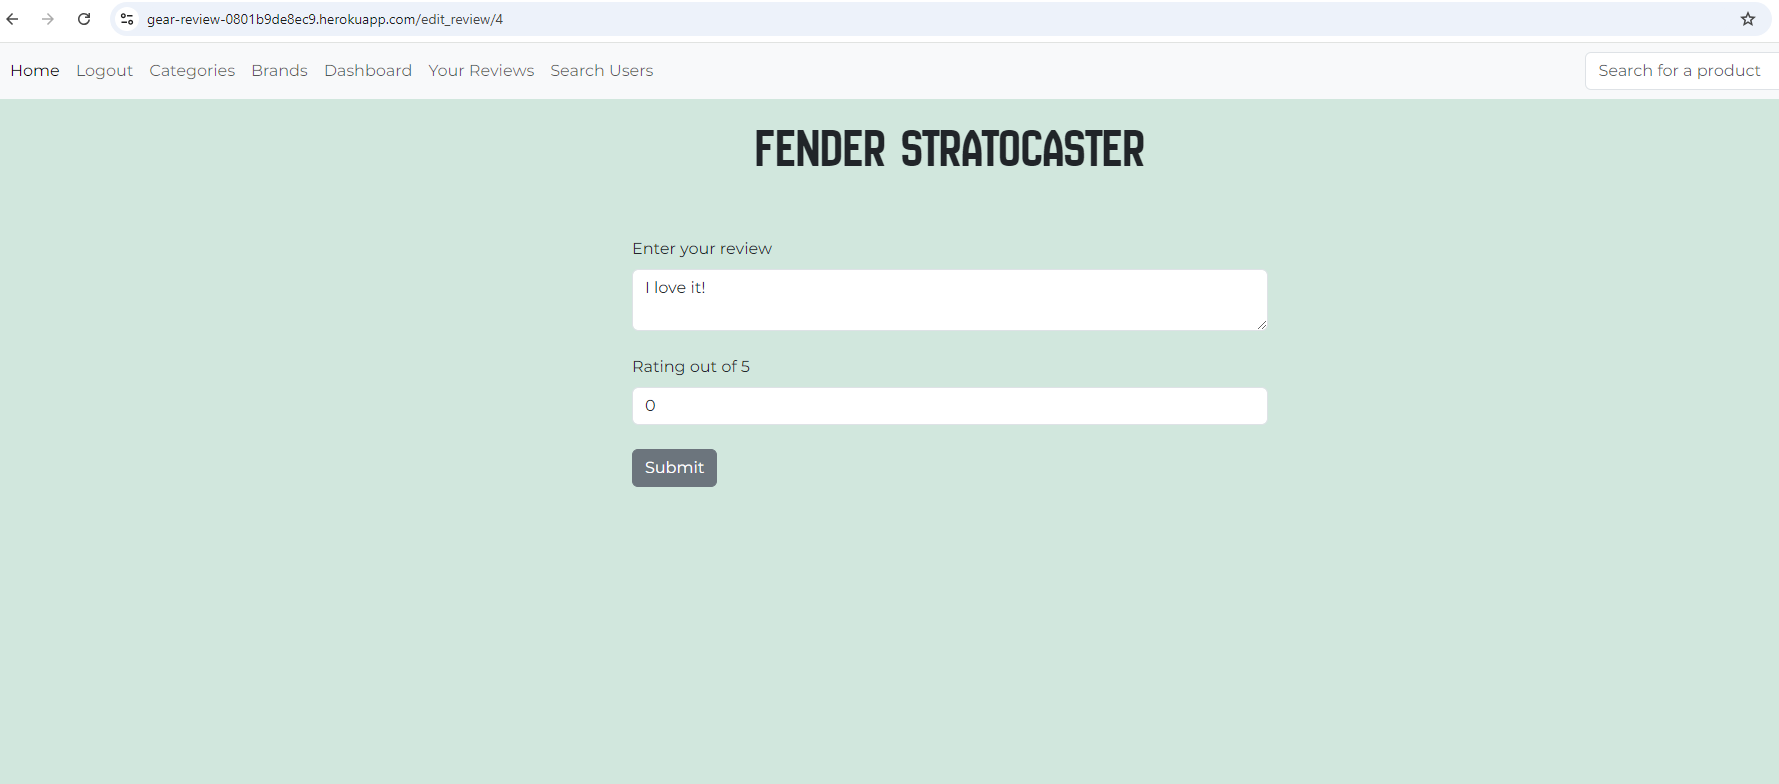 gear-review-0801b9de8ec9.herokuapp.com/edit_review/4
Home Logout Categories Brands Dashboard Your Reviews Search Users Search for a product
FENDER STRATOCASTER
Enter your review
I love it!
Rating out of 5
0
Submit